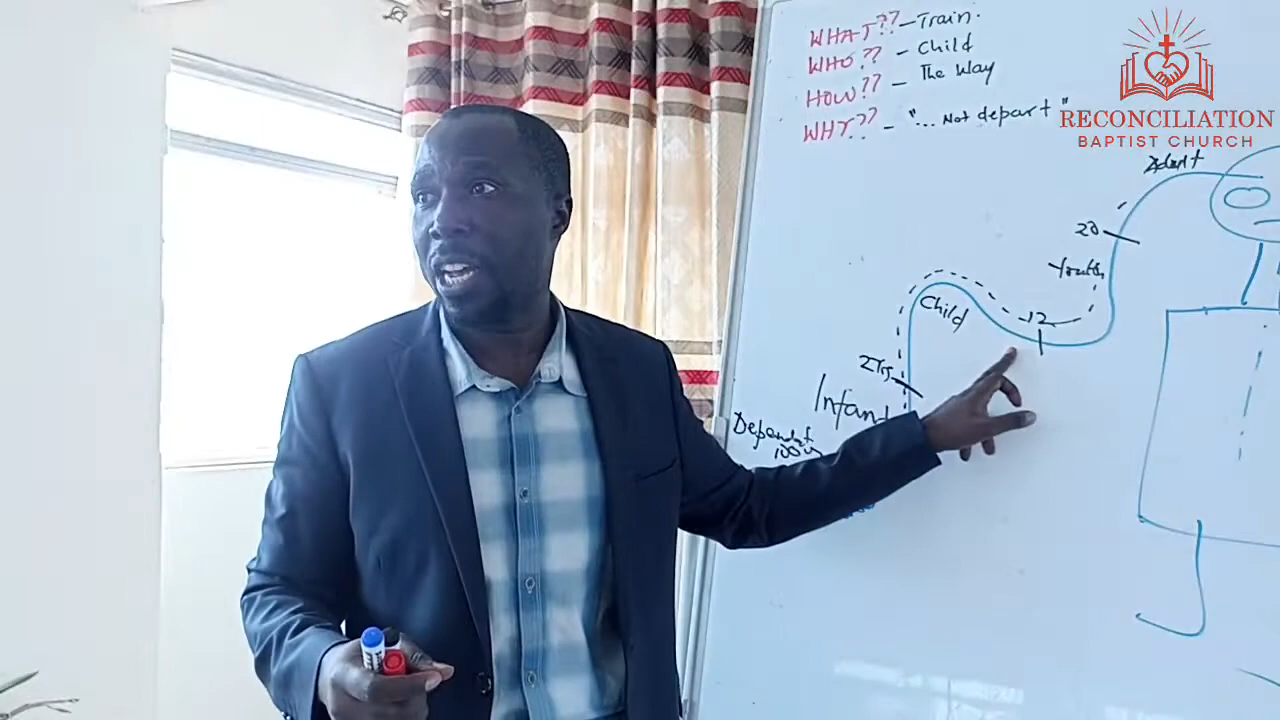 WHAT?? - Train.
WHO?? - Child
HOW?? - The Way
WHY?? - "... Not depart"
RECONCILIATION
BAPTIST CHURCH
Adult
20
Youth
Child
12
2Yrs
Infant
100%